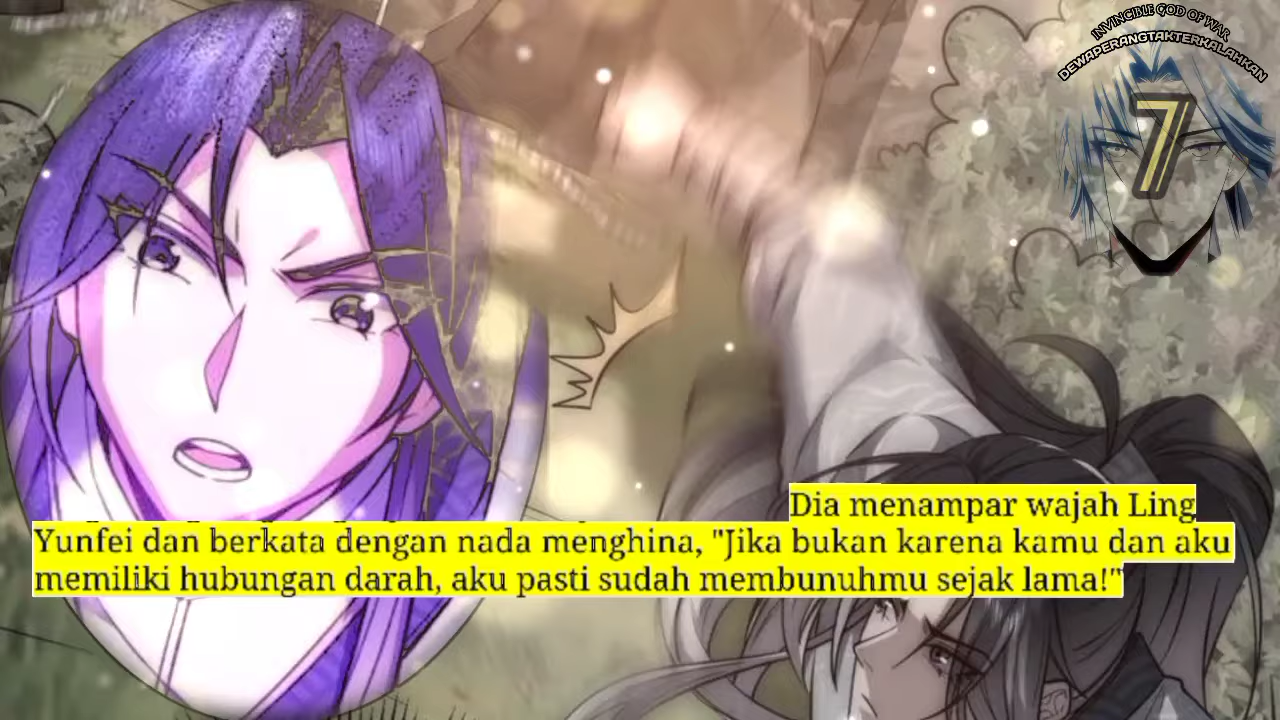 INVINCIBLE GOD OF WAR
DEWAPERANGTAKTERKALAHKAN
7
Dia menampar wajah Ling
Yunfei dan berkata dengan nada menghina, "Jika bukan karena kamu dan aku
memiliki hubungan darah, aku pasti sudah membunuhmu sejak lama!"